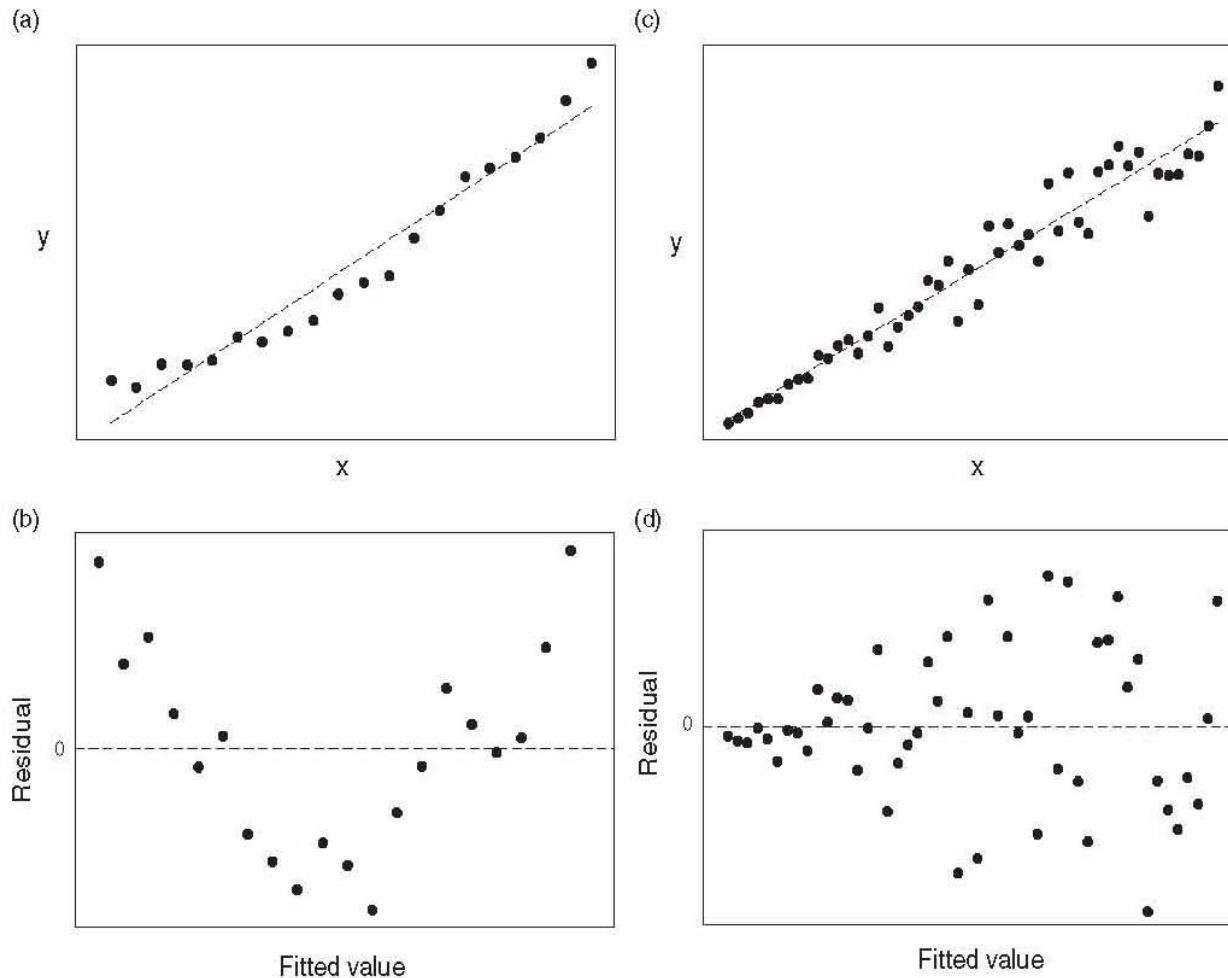 (a)
y
x
(b)
Residual
0
Fitted value
(c)
y
x
(d)
Residual
0
Fitted value